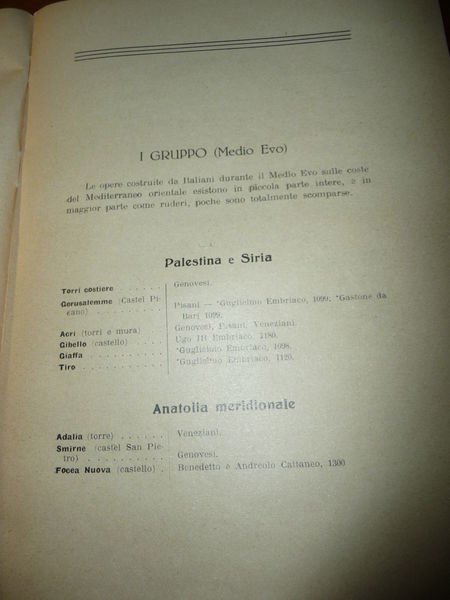 I GRUPPO (Medio Evo)
Le opere costruite da Italiani durante il Medio Evo sulle coste
del Mediterraneo orientale esistono in piccola parte intere, e in
maggior parte come ruderi, poche sono totalmente scomparse.
Palestina e Siria
Torri costiere . . . . . . Genovesi.
Gerusalemme (Castel Pi-
sano) . . . . . . . . . Pisani — *Guglielmo Embriaco, 1099. *Gastone da
Barj 1099.
Acri (torri e mura) Genovesi, Pisani, Veneziani.
Gibello (castello) . . . . Ugo III Embriaco, 1180.
Giaffa . . . . . . . . . *Guglielmo Embriaco, 1098.
Tiro . . . . . . . . . . *Guglielmo Embriaco, 1120.
Anatolia meridionale
Adalia (torre) . . . . . . Veneziani.
Smirne (castel San Pie-
tro) . . . . . . . . . . Genovesi.
Focea Nuova (castello) . Benedetto e Andreolo Cattaneo, 1300